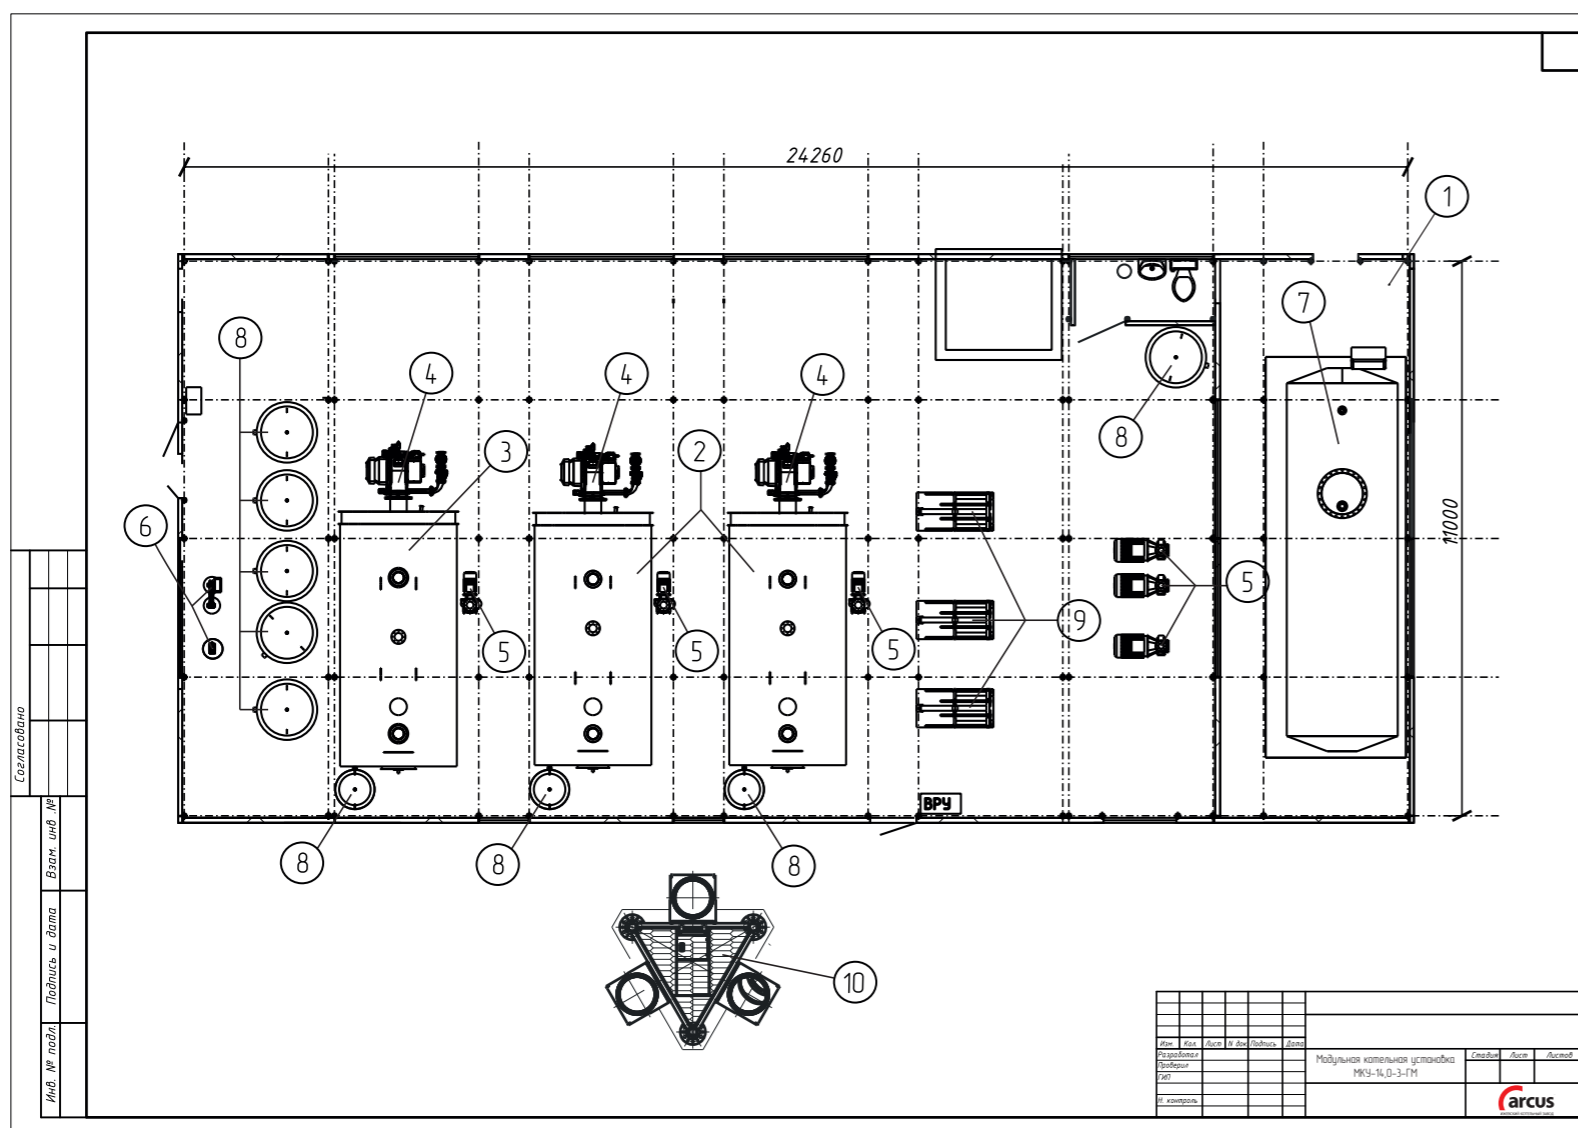 24260
1
7
8
4
4
4
8
3
2
6
11000
5
9
5
5
5
ВРУ
8
8
8
10
Согласовано
Взам. инв .№
Подпись и дата
Инв. № подл.
Изм. Кол. Лист N док Подпись Дата
Разработал
Проверил
ГИП
Н. контроль
Модульная котельная установка
МКУ-14,0-3-ГМ
Стадия Лист Листов
arcus